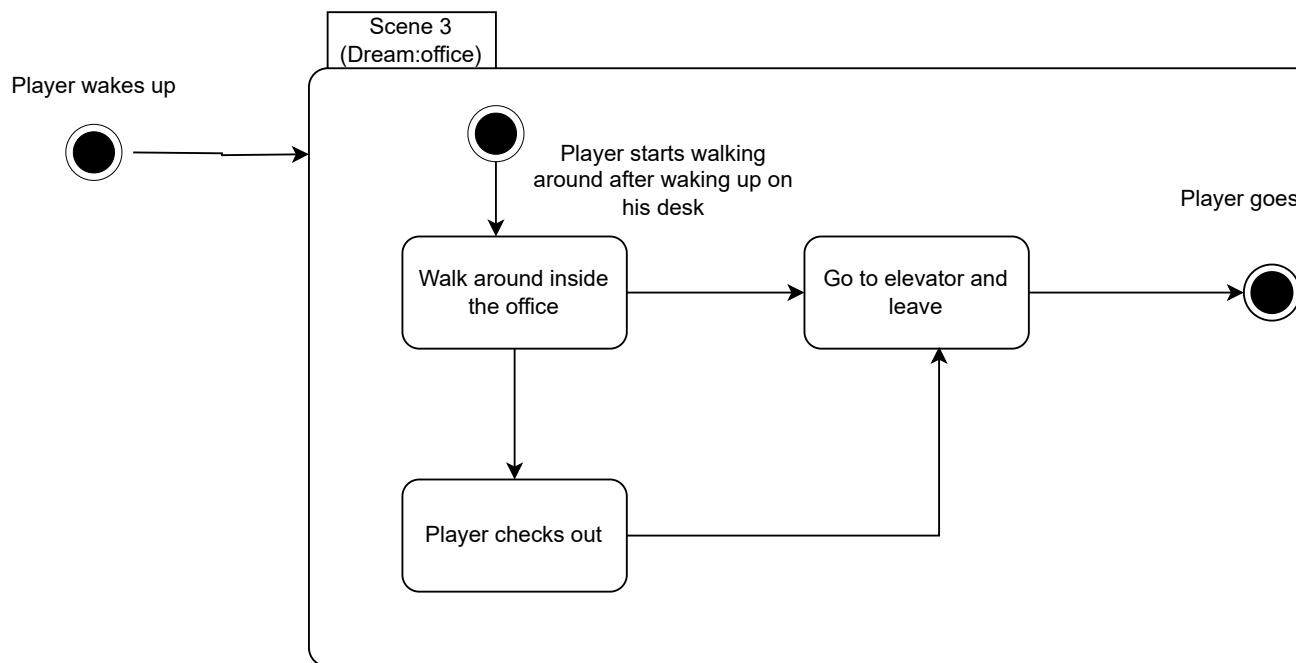 Scene 3
(Dream:office)
Player wakes up
Player starts walking
around after waking up on
his desk
Player goes
Walk around inside
the office
Go to elevator and
leave
Player checks out